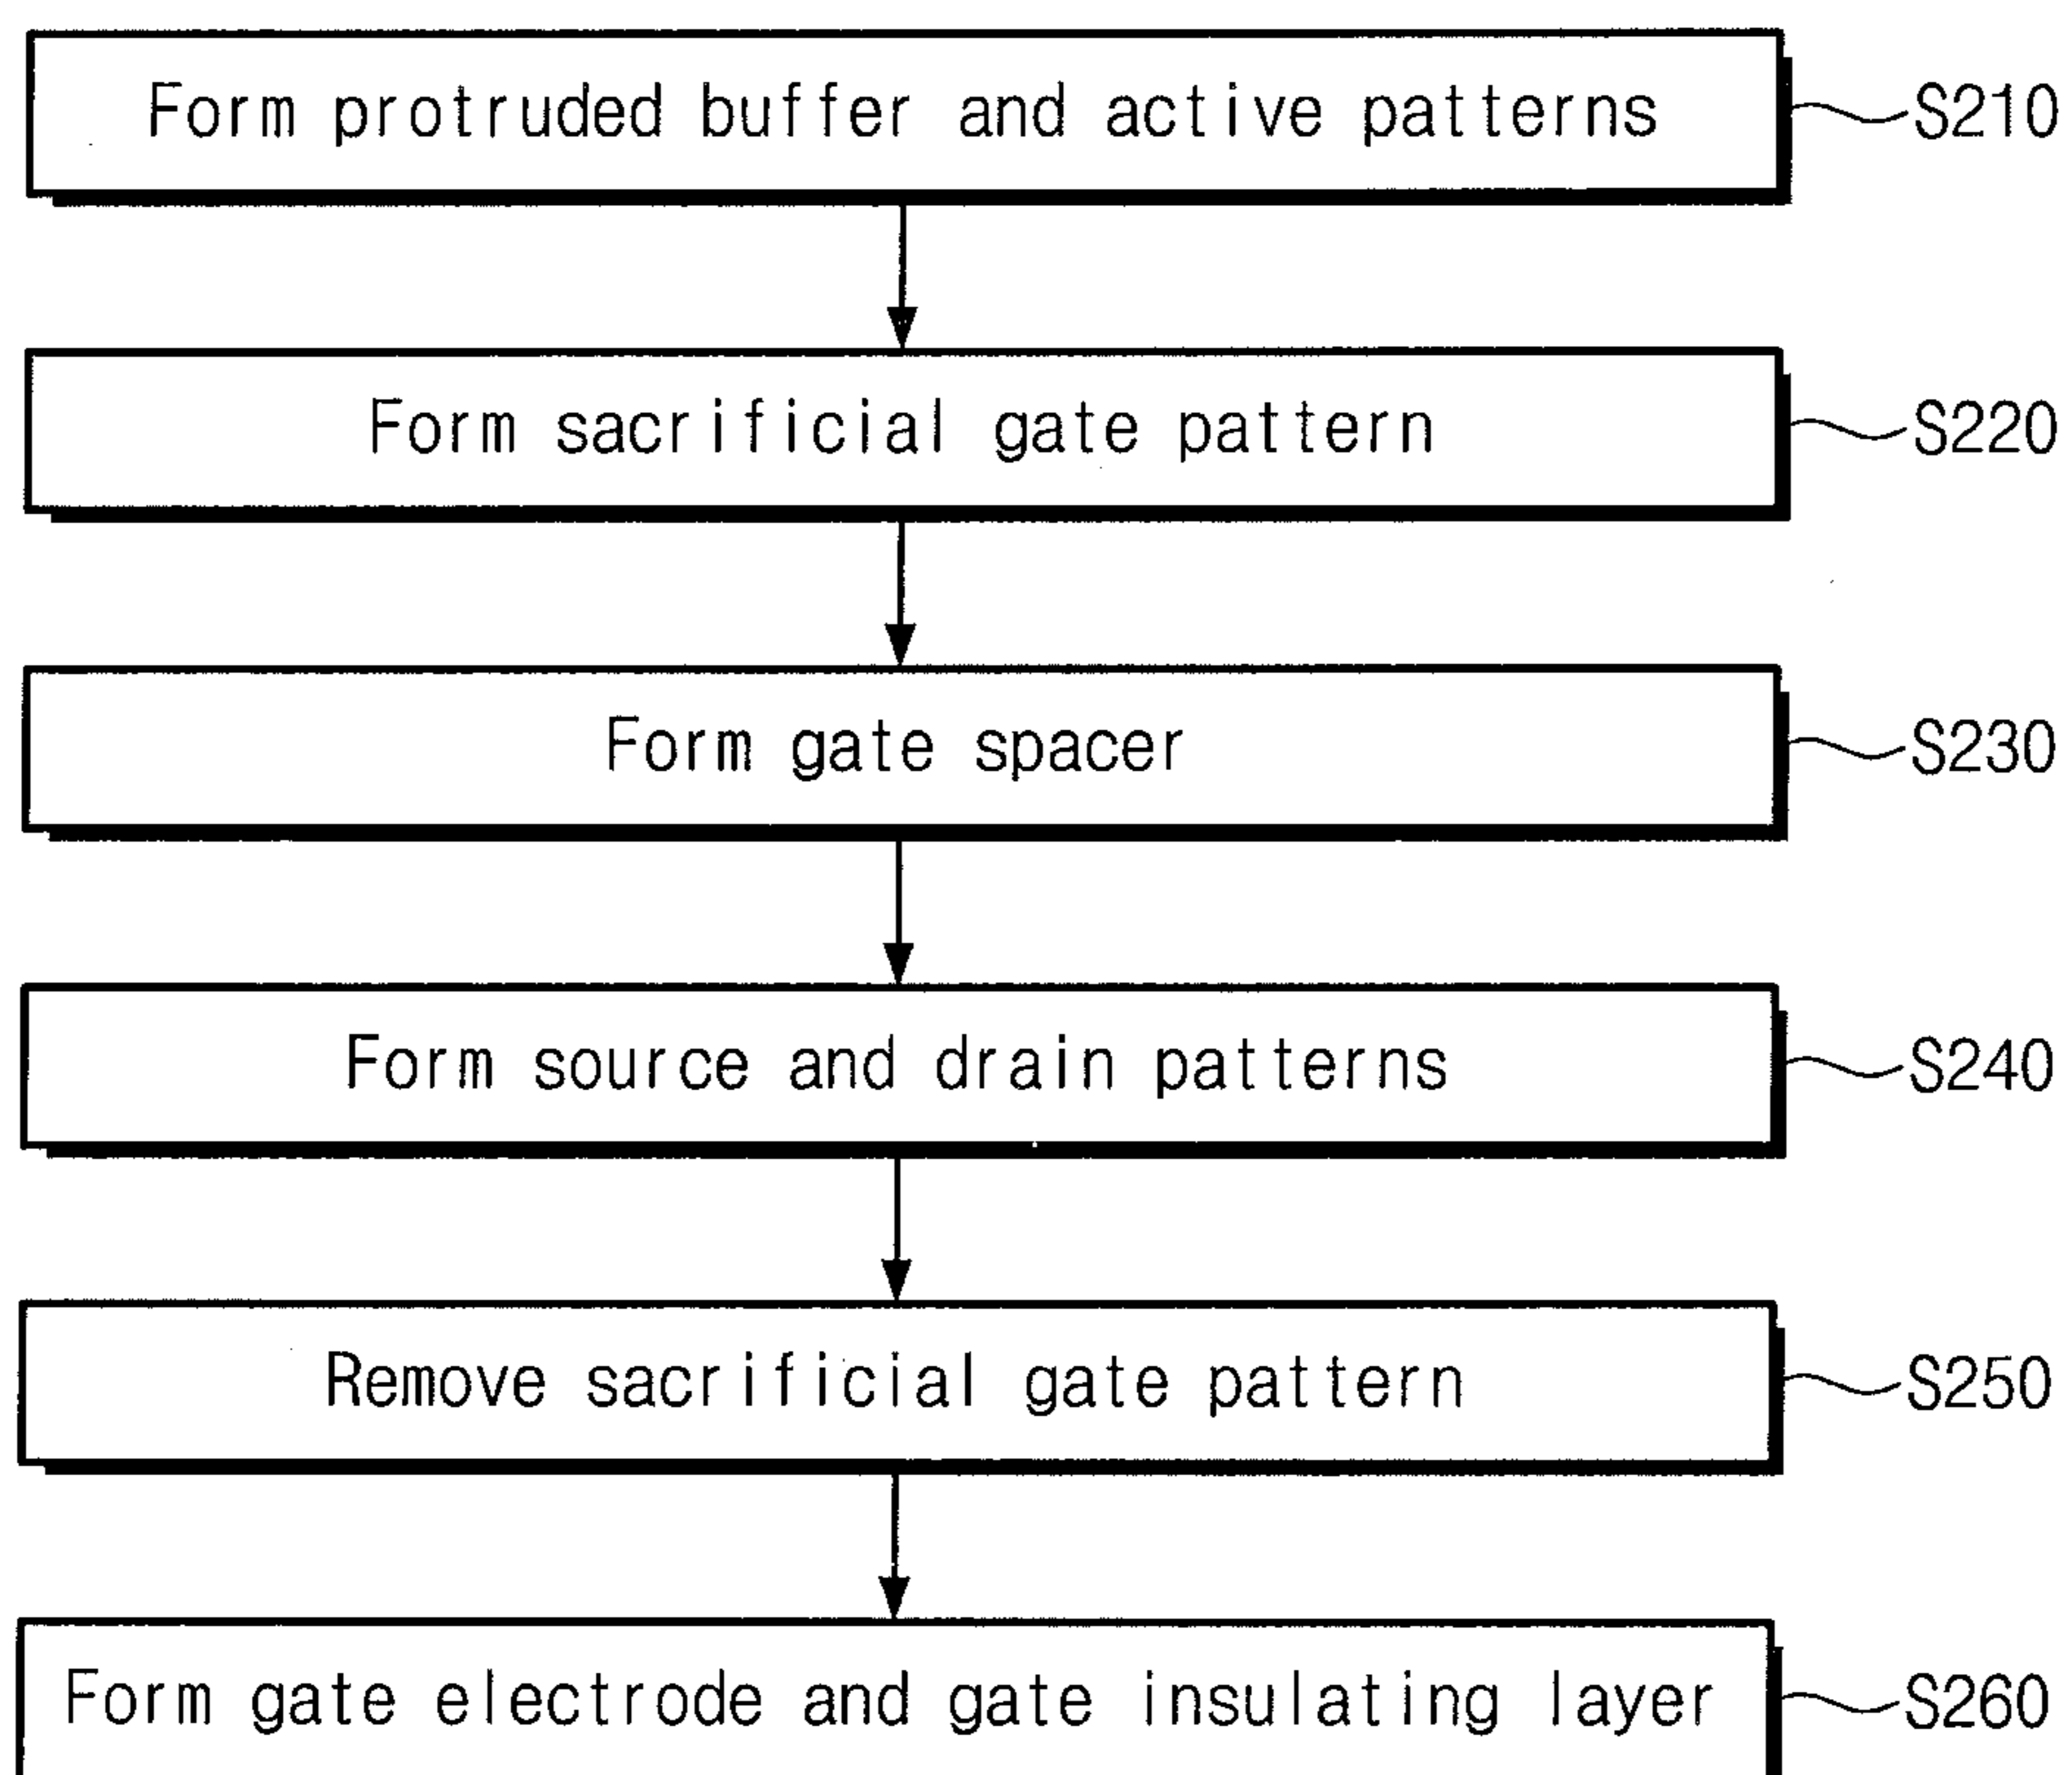 Form protruded buffer and active patterns S210
Form sacrificial gate pattern S220
Form gate spacer S230
Form source and drain patterns S240
Remove sacrificial gate pattern S250
Form gate electrode and gate insulating layer S260